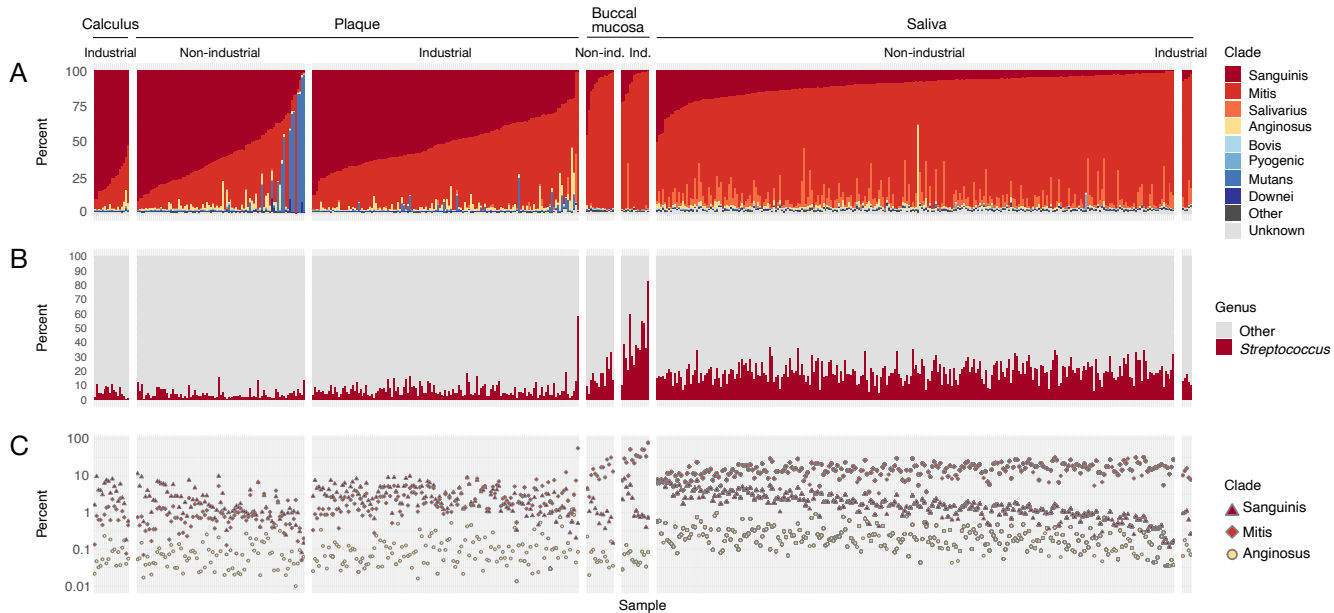 Calculus Plaque Buccal mucosa Saliva
Industrial Non-industrial Industrial Non-ind. Ind. Non-industrial Industrial
A
Percent
100
75
50
25
0
Clade
Sanguinis
Mitis
Salivarius
Anginosus
Bovis
Pyogenic
Mutans
Downei
Other
Unknown
B
Percent
100
90
80
70
60
50
40
30
20
10
0
Genus
Other
Streptococcus
C
Percent
100
10
1
0.1
0.01
Clade
Sanguinis
Mitis
Anginosus
Sample